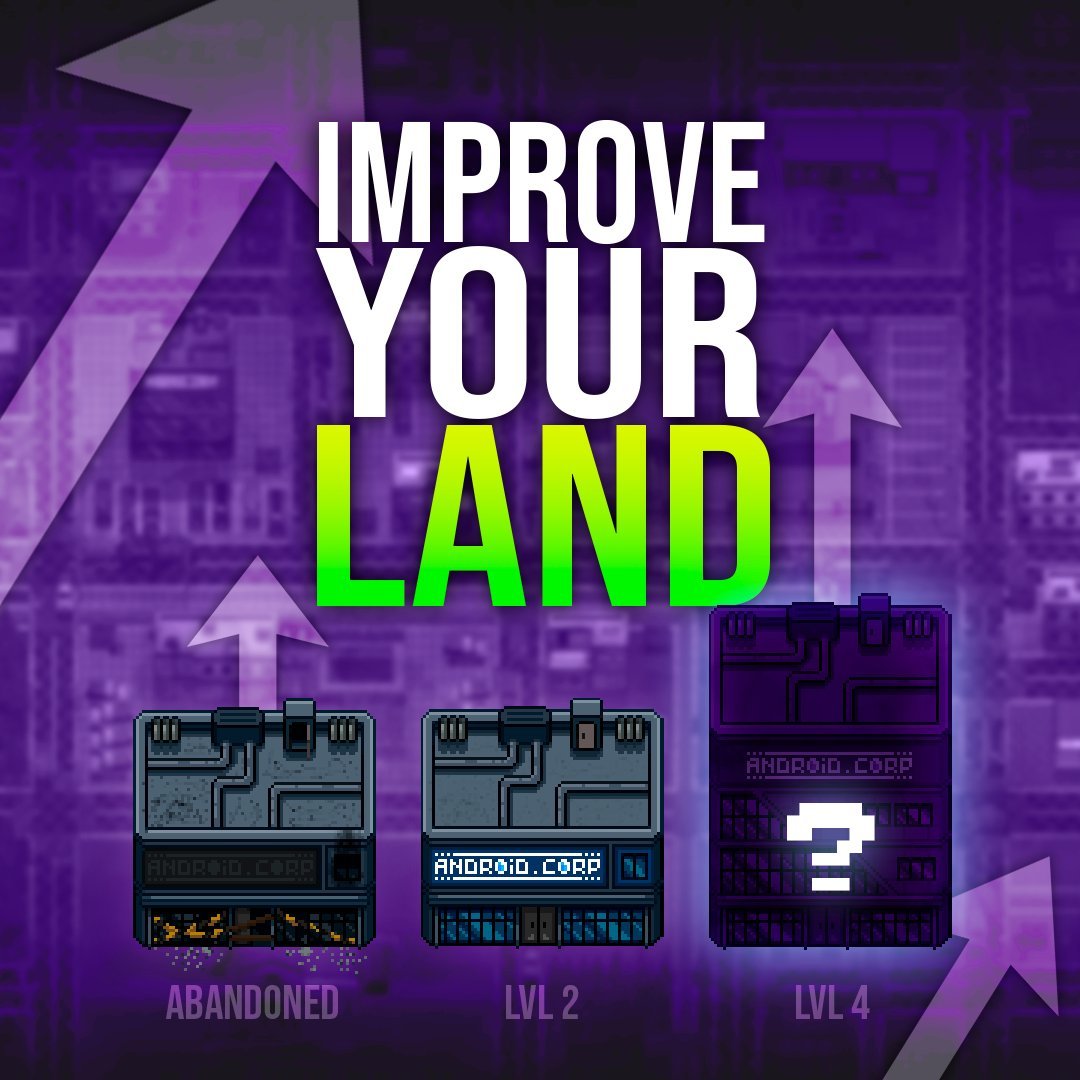 IMPROVE
YOUR
LAND
ANDROiD.CORP
ANDROiD.CORP
ANDROiD.CORP
?
ABANDONED
LVL 2
LVL 4